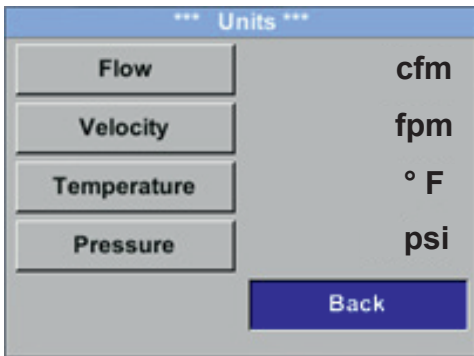 *** Units ***
Flow cfm
Velocity fpm
Temperature ° F
Pressure psi
Back